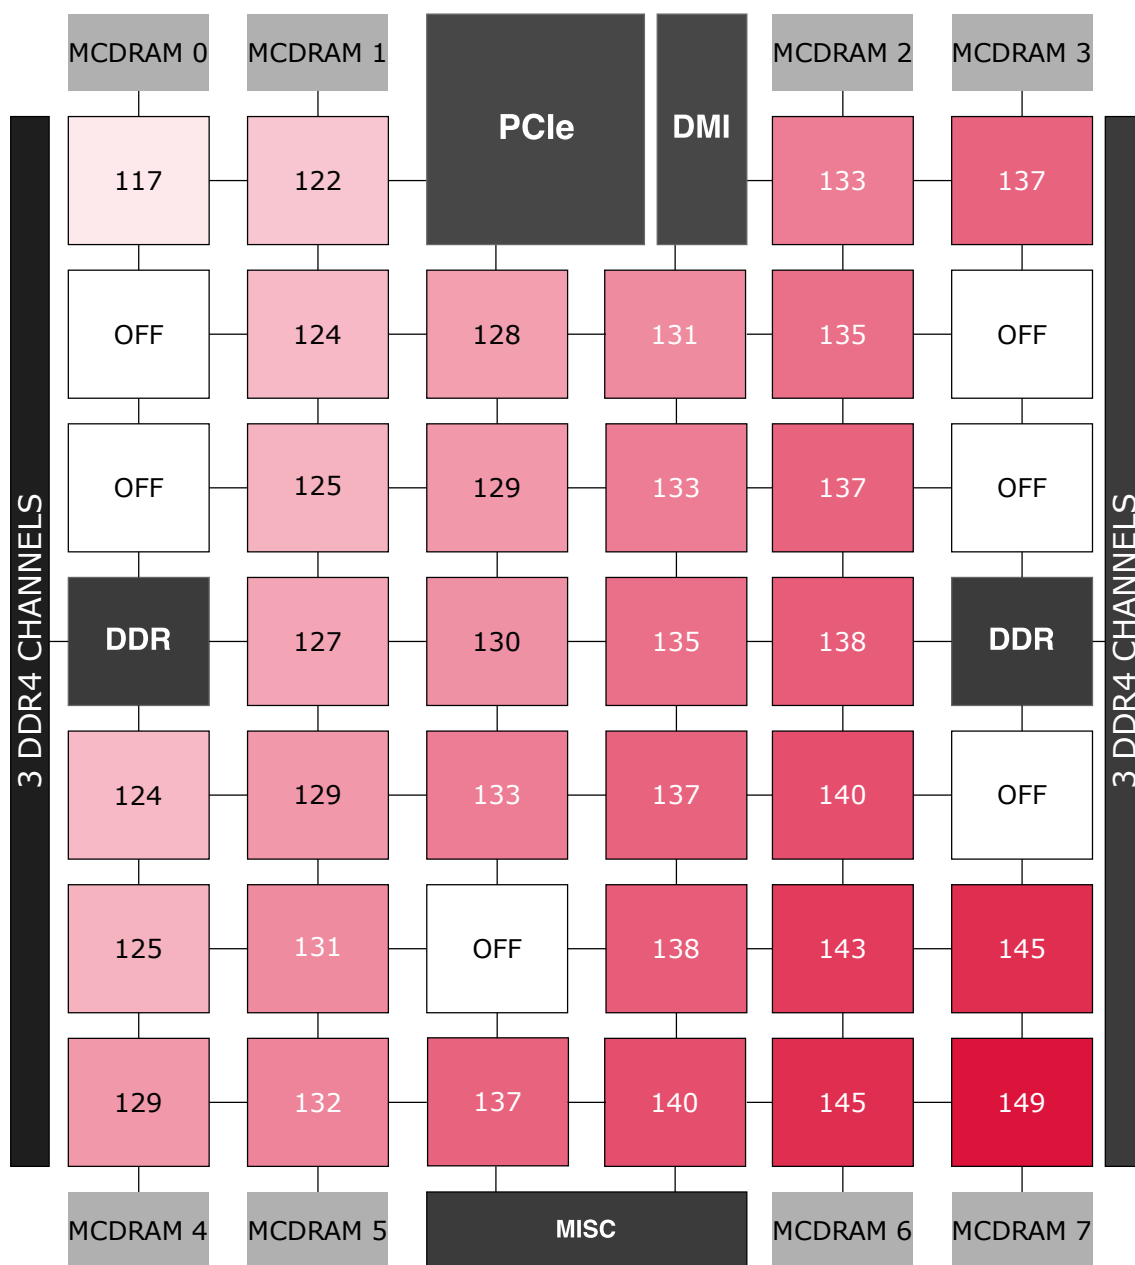 MCDRAM 0
MCDRAM 1
PCIe
DMI
MCDRAM 2
MCDRAM 3
117
122
133
137
OFF
124
128
131
135
OFF
OFF
125
129
133
137
OFF
3 DDR4 CHANNELS
DDR
127
130
135
138
DDR
3 DDR4 CHANNELS
124
129
133
137
140
OFF
125
131
OFF
138
143
145
129
132
137
140
145
149
MCDRAM 4
MCDRAM 5
MISC
MCDRAM 6
MCDRAM 7